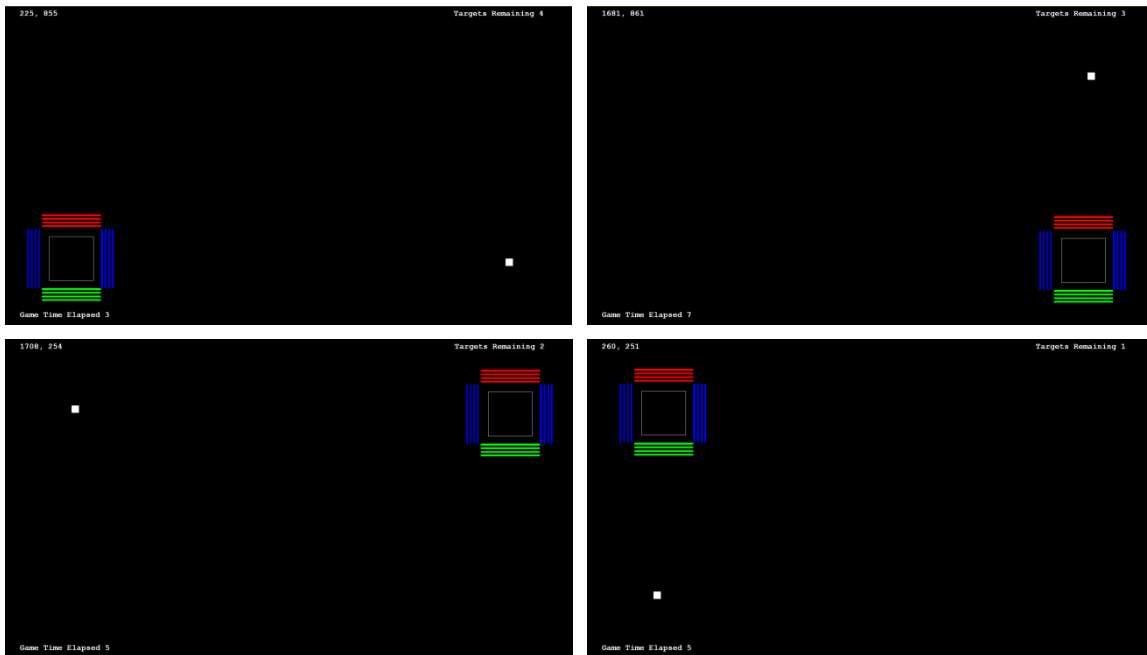 225, 855
Targets Remaining 4
Game Time Elapsed 3
1681, 861
Targets Remaining 3
Game Time Elapsed 7
1708, 254
Targets Remaining 2
Game Time Elapsed 5
260, 251
Targets Remaining 1
Game Time Elapsed 5